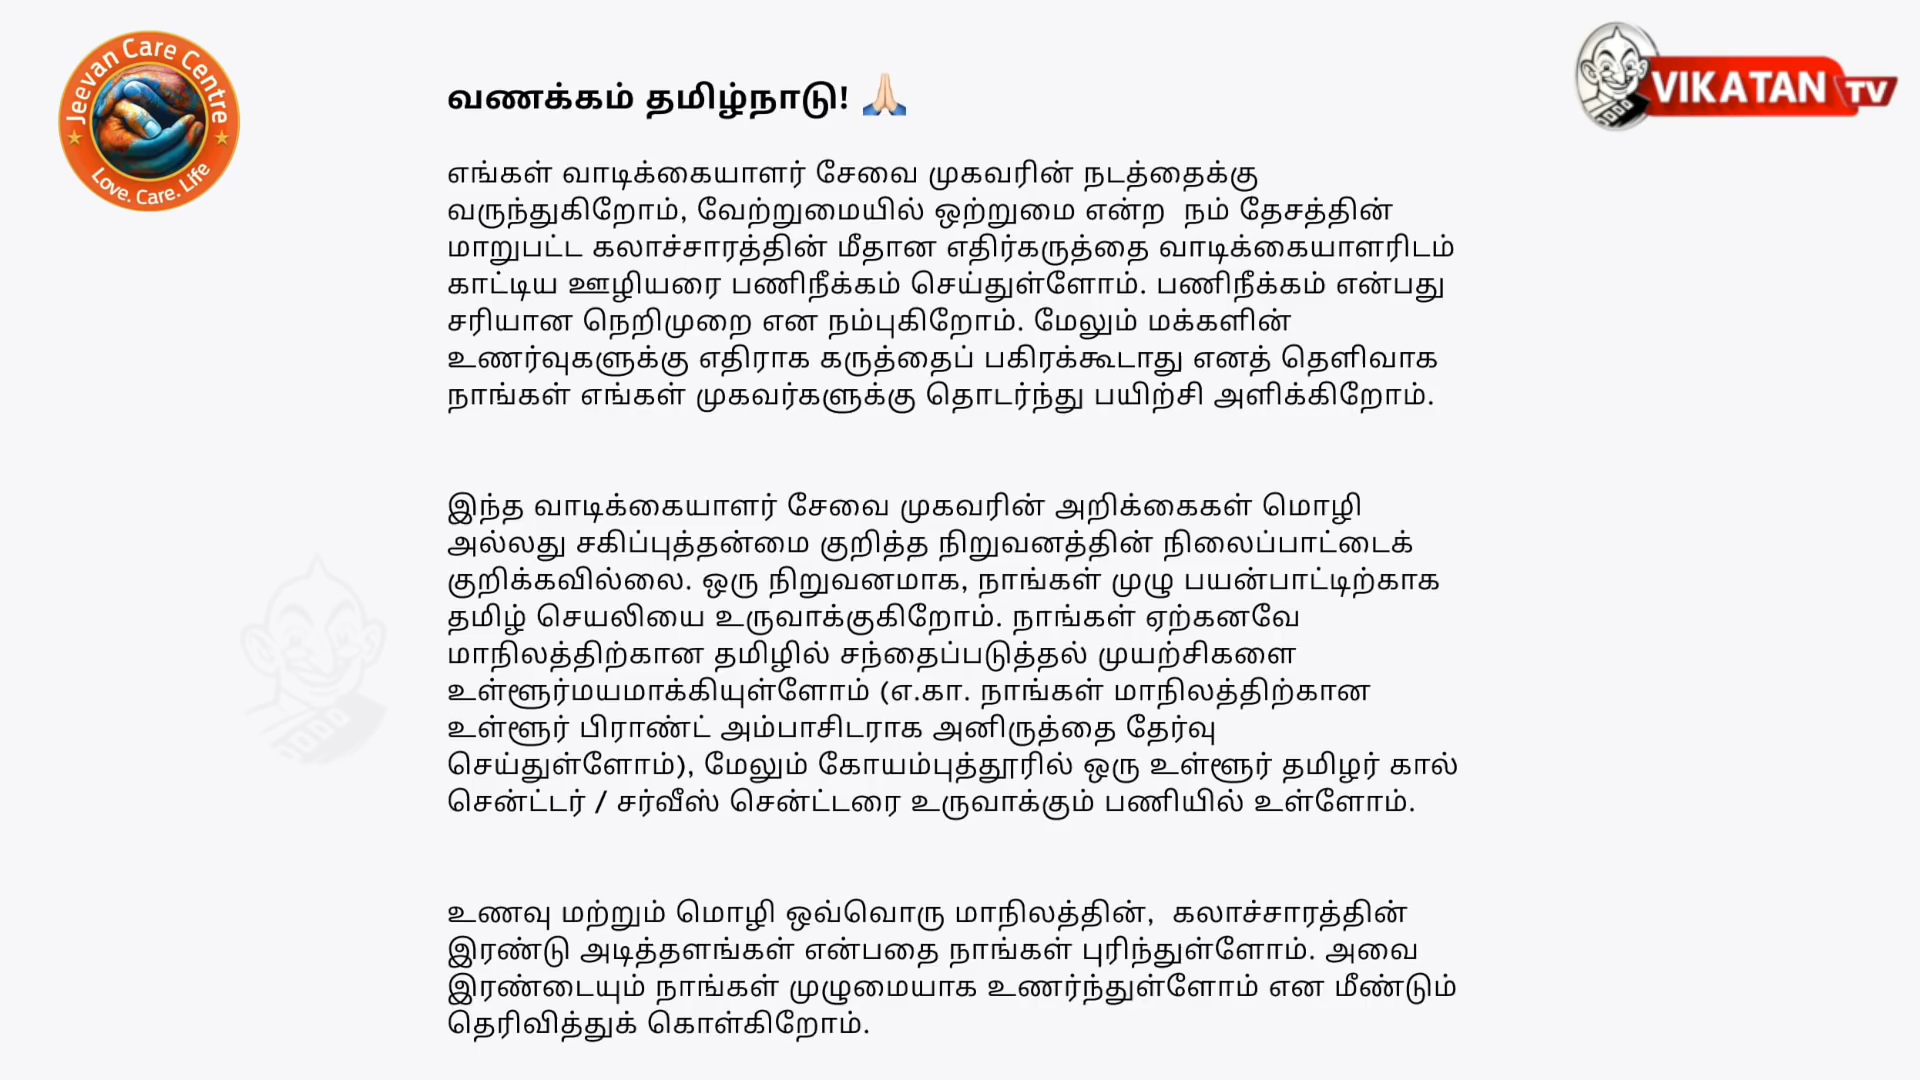 Jeevan Care Centre
Love. Care. Life
VIKATAN TV
வணக்கம் தமிழ்நாடு! 🙏🏻
எங்கள் வாடிக்கையாளர் சேவை முகவரின் நடத்தைக்கு
வருந்துகிறோம், வேற்றுமையில் ஒற்றுமை என்ற  நம் தேசத்தின்
மாறுபட்ட கலாச்சாரத்தின் மீதான எதிர்கருத்தை வாடிக்கையாளரிடம்
காட்டிய ஊழியரை பணிநீக்கம் செய்துள்ளோம். பணிநீக்கம் என்பது
சரியான நெறிமுறை என நம்புகிறோம். மேலும் மக்களின்
உணர்வுகளுக்கு எதிராக கருத்தைப் பகிரக்கூடாது எனத் தெளிவாக
நாங்கள் எங்கள் முகவர்களுக்கு தொடர்ந்து பயிற்சி அளிக்கிறோம்.
இந்த வாடிக்கையாளர் சேவை முகவரின் அறிக்கைகள் மொழி
அல்லது சகிப்புத்தன்மை குறித்த நிறுவனத்தின் நிலைப்பாட்டைக்
குறிக்கவில்லை. ஒரு நிறுவனமாக, நாங்கள் முழு பயன்பாட்டிற்காக
தமிழ் செயலியை உருவாக்குகிறோம். நாங்கள் ஏற்கனவே
மாநிலத்திற்கான தமிழில் சந்தைப்படுத்தல் முயற்சிகளை
உள்ளூர்மயமாக்கியுள்ளோம் (எ.கா. நாங்கள் மாநிலத்திற்கான
உள்ளூர் பிராண்ட் அம்பாசிடராக அனிருத்தை தேர்வு
செய்துள்ளோம்), மேலும் கோயம்புத்தூரில் ஒரு உள்ளூர் தமிழர் கால்
சென்ட்டர் / சர்வீஸ் சென்ட்டரை உருவாக்கும் பணியில் உள்ளோம்.
உணவு மற்றும் மொழி ஒவ்வொரு மாநிலத்தின்,  கலாச்சாரத்தின்
இரண்டு அடித்தளங்கள் என்பதை நாங்கள் புரிந்துள்ளோம். அவை
இரண்டையும் நாங்கள் முழுமையாக உணர்ந்துள்ளோம் என மீண்டும்
தெரிவித்துக் கொள்கிறோம்.